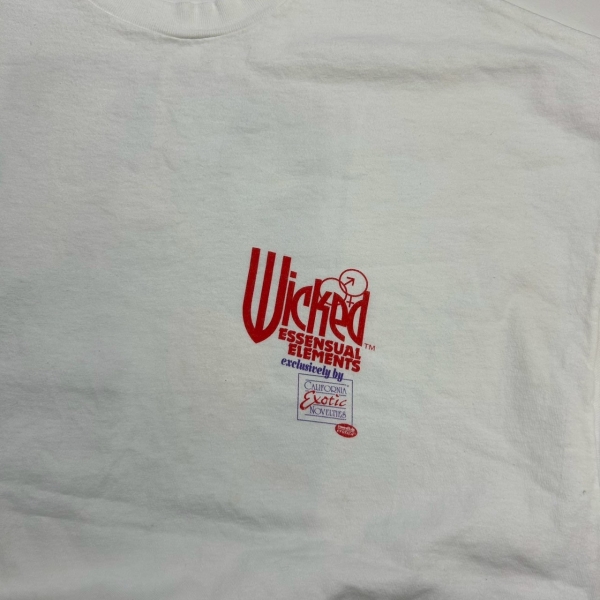 Wicked™
ESSENSUAL
ELEMENTS
exclusively by
CALIFORNIA
Exotic
NOVELTIES